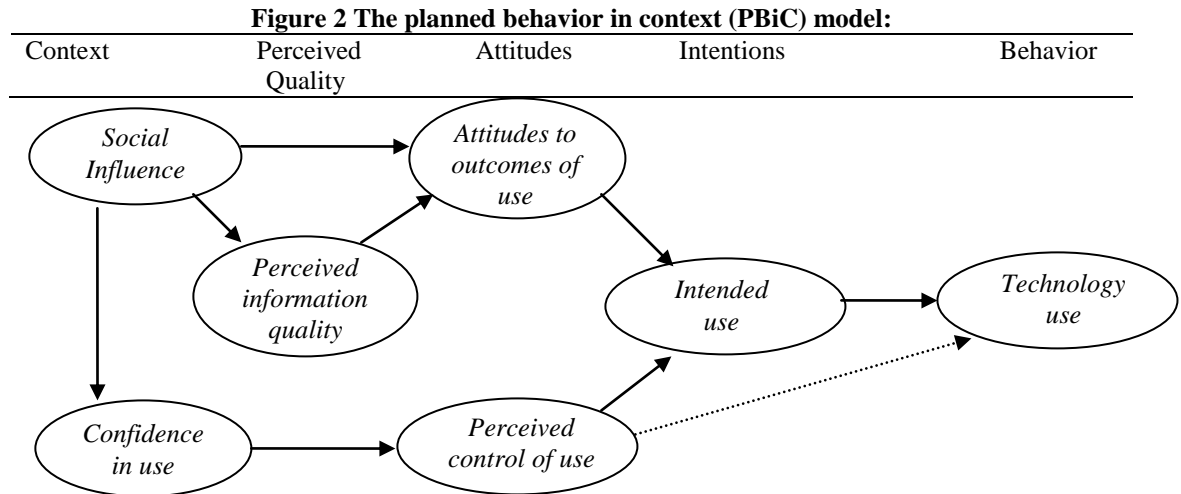 Figure 2 The planned behavior in context (PBiC) model:
Context Perceived Quality Attitudes Intentions Behavior
Social
Influence
Attitudes to
outcomes of
use
Perceived
information
quality
Intended
use
Technology
use
Confidence
in use
Perceived
control of use